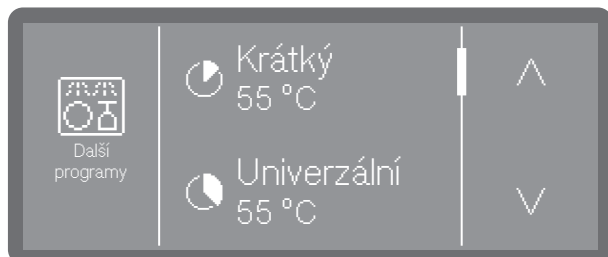 Další
programy
Krátký
55 °C
Univerzální
55 °C